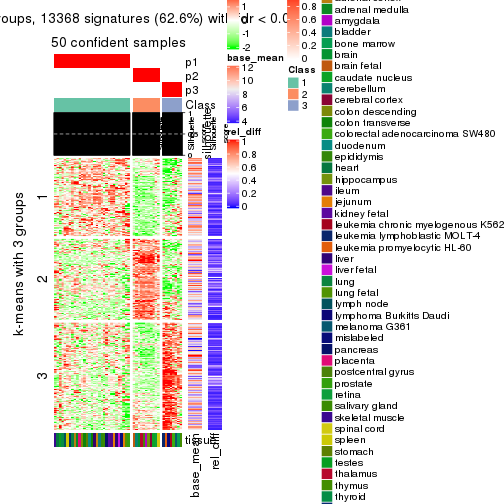 oups, 13368 signatures (62.6%) with fdr < 0.0
50 confident samples
p1
p2
p3
Class
silhouette
1
2
3
k-means with 3 groups
tissue
base_mean
rel_diff
1
0
-1
-2
base_mean
12
10
8
6
4
rel_diff
1
0.8
0.6
0.4
0.2
0
0.8
0.6
0.4
0.2
0
Class
1
2
3
adrenal medulla
amygdala
bladder
bone marrow
brain
brain fetal
caudate nucleus
cerebellum
cerebral cortex
colon descending
colon transverse
colorectal adenocarcinoma SW480
duodenum
epididymis
heart
hippocampus
ileum
jejunum
kidney fetal
leukemia chronic myelogenous K562
leukemia lymphoblastic MOLT-4
leukemia promyelocytic HL-60
liver
liver fetal
lung
lung fetal
lymph node
lymphoma Burkitts Daudi
melanoma G361
mislabeled
pancreas
placenta
postcentral gyrus
prostate
retina
salivary gland
skeletal muscle
spinal cord
spleen
stomach
testes
thalamus
thymus
thyroid